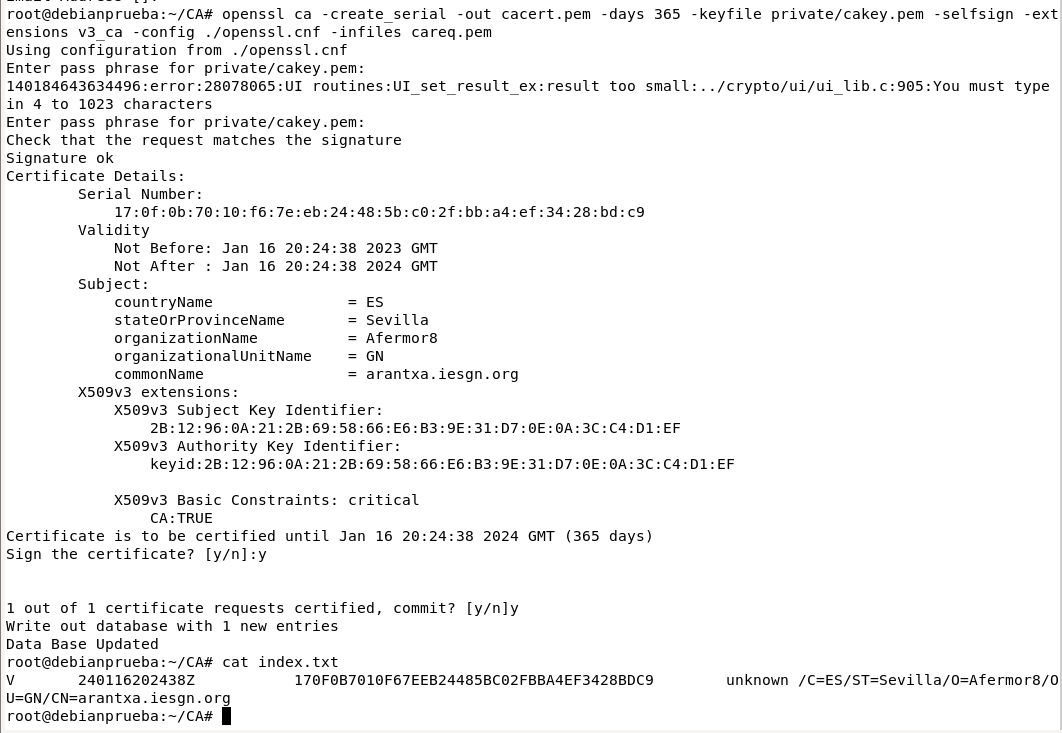 root@debianprueba:~/CA# openssl ca -create_serial -out cacert.pem -days 365 -keyfile private/cakey.pem -selfsign -ext
ensions v3_ca -config ./openssl.cnf -infiles careq.pem
Using configuration from ./openssl.cnf
Enter pass phrase for private/cakey.pem:
140184643634496:error:28078065:UI routines:UI_set_result_ex:result too small:../crypto/ui/ui_lib.c:905:You must type
in 4 to 1023 characters
Enter pass phrase for private/cakey.pem:
Check that the request matches the signature
Signature ok
Certificate Details:
        Serial Number:
            17:0f:0b:70:10:f6:7e:eb:24:48:5b:c0:2f:bb:a4:ef:34:28:bd:c9
        Validity
            Not Before: Jan 16 20:24:38 2023 GMT
            Not After : Jan 16 20:24:38 2024 GMT
        Subject:
            countryName               = ES
            stateOrProvinceName       = Sevilla
            organizationName          = Afermor8
            organizationalUnitName    = GN
            commonName                = arantxa.iesgn.org
        X509v3 extensions:
            X509v3 Subject Key Identifier:
                2B:12:96:0A:21:2B:69:58:66:E6:B3:9E:31:D7:0E:0A:3C:C4:D1:EF
            X509v3 Authority Key Identifier:
                keyid:2B:12:96:0A:21:2B:69:58:66:E6:B3:9E:31:D7:0E:0A:3C:C4:D1:EF
            X509v3 Basic Constraints: critical
                CA:TRUE
Certificate is to be certified until Jan 16 20:24:38 2024 GMT (365 days)
Sign the certificate? [y/n]:y
1 out of 1 certificate requests certified, commit? [y/n]y
Write out database with 1 new entries
Data Base Updated
root@debianprueba:~/CA# cat index.txt
V       240116202438Z           170F0B7010F67EEB24485BC02FBBA4EF3428BDC9        unknown /C=ES/ST=Sevilla/O=Afermor8/O
U=GN/CN=arantxa.iesgn.org
root@debianprueba:~/CA#